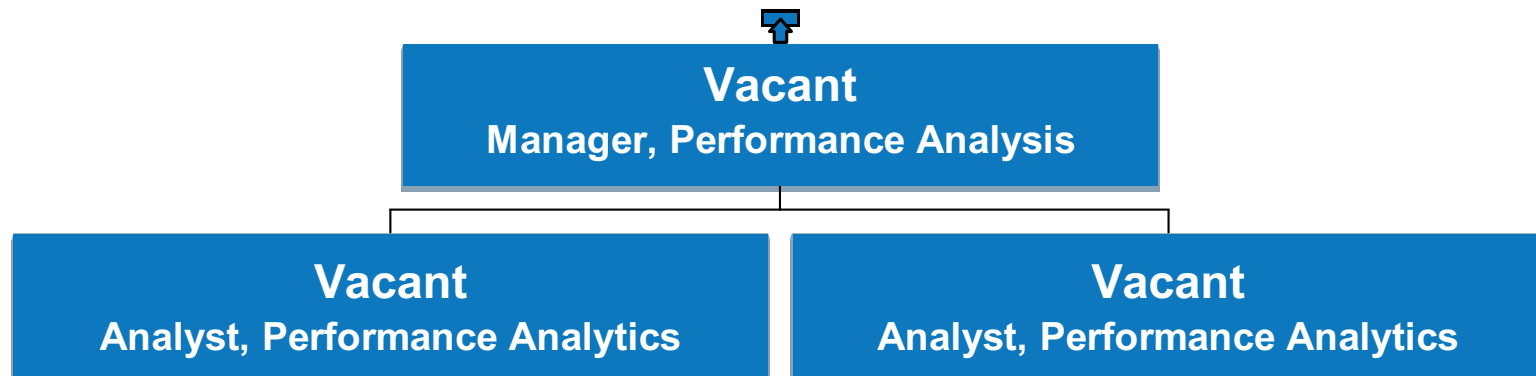 Vacant
Manager, Performance Analysis
Vacant
Analyst, Performance Analytics
Vacant
Analyst, Performance Analytics